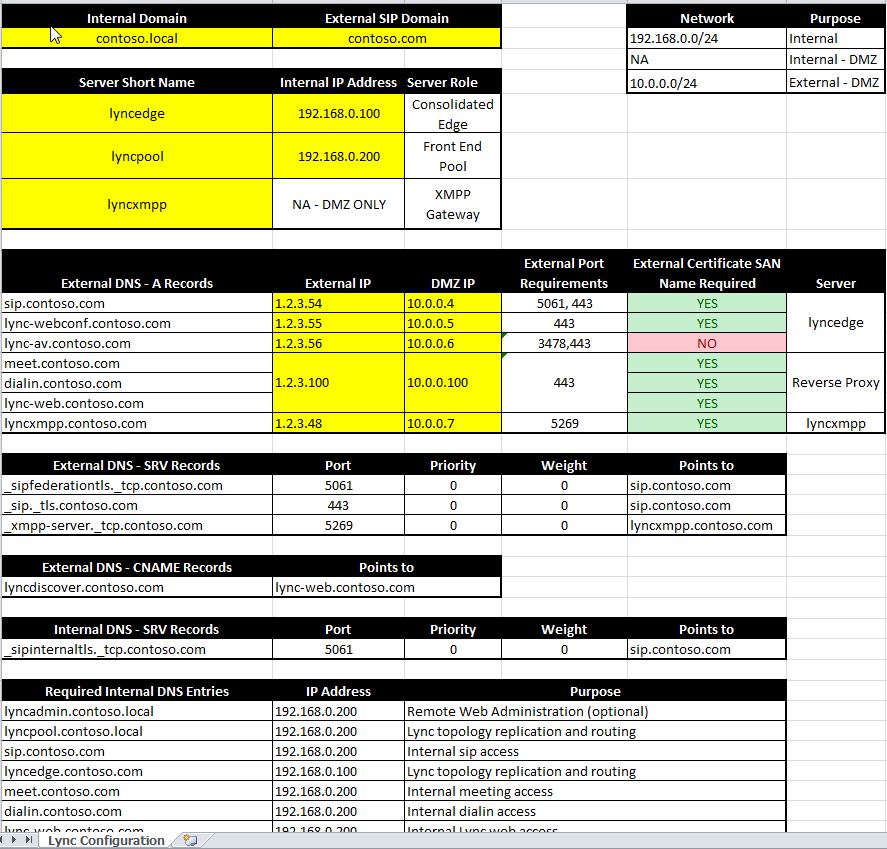 Internal Domain External SIP Domain Network Purpose
contoso.local contoso.com 192.168.0.0/24 Internal
NA Internal - DMZ
Server Short Name Internal IP Address Server Role 10.0.0.0/24 External - DMZ
lyncedge 192.168.0.100 Consolidated
Edge
lyncpool 192.168.0.200 Front End
Pool
lyncxmpp NA - DMZ ONLY XMPP
Gateway
External Port External Certificate SAN
External DNS - A Records External IP DMZ IP Requirements Name Required Server
sip.contoso.com 1.2.3.54 10.0.0.4 5061, 443 YES
lync-webconf.contoso.com 1.2.3.55 10.0.0.5 443 YES lyncedge
lync-av.contoso.com 1.2.3.56 10.0.0.6 3478,443 NO
meet.contoso.com YES
dialin.contoso.com 1.2.3.100 10.0.0.100 443 YES Reverse Proxy
lync-web.contoso.com YES
lyncxmpp.contoso.com 1.2.3.48 10.0.0.7 5269 YES lyncxmpp
External DNS - SRV Records Port Priority Weight Points to
_sipfederationtls._tcp.contoso.com 5061 0 0 sip.contoso.com
_sip._tls.contoso.com 443 0 0 sip.contoso.com
_xmpp-server._tcp.contoso.com 5269 0 0 lyncxmpp.contoso.com
External DNS - CNAME Records Points to
lyncdiscover.contoso.com lync-web.contoso.com
Internal DNS - SRV Records Port Priority Weight Points to
_sipinternaltls._tcp.contoso.com 5061 0 0 sip.contoso.com
Required Internal DNS Entries IP Address Purpose
lyncadmin.contoso.local 192.168.0.200 Remote Web Administration (optional)
lyncpool.contoso.local 192.168.0.200 Lync topology replication and routing
sip.contoso.com 192.168.0.200 Internal sip access
lyncedge.contoso.com 192.168.0.100 Lync topology replication and routing
meet.contoso.com 192.168.0.200 Internal meeting access
dialin.contoso.com 192.168.0.200 Internal dialin access
lync-web.contoso.com 192.168.0.200 Internal Lync web access
Lync Configuration